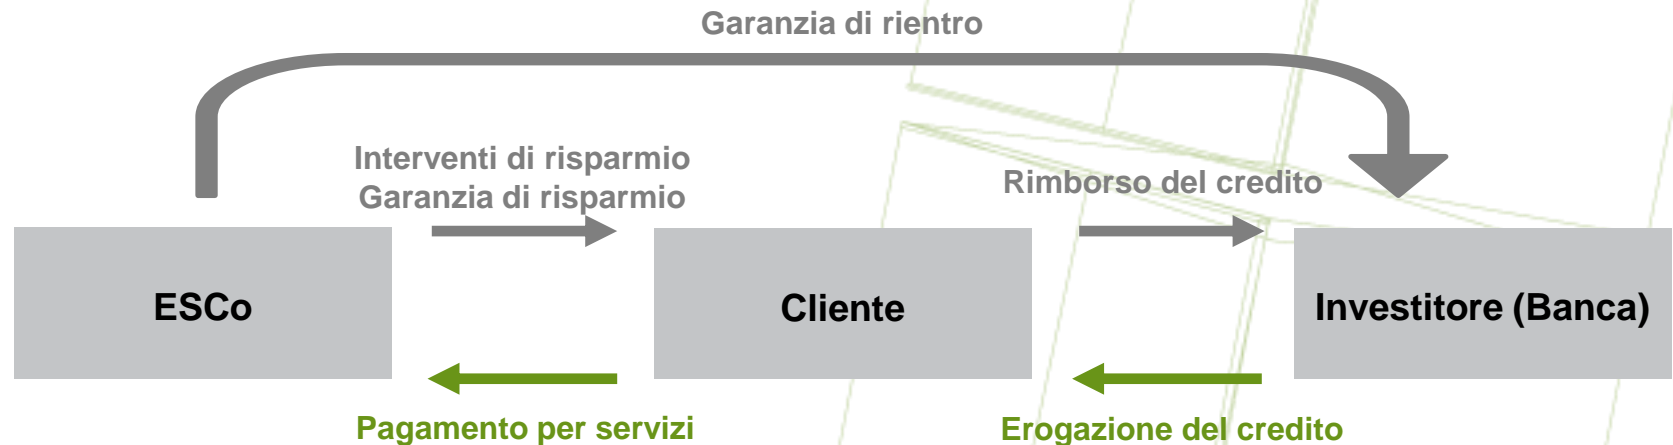 Garanzia di rientro
Interventi di risparmio
Garanzia di risparmio
Rimborso del credito
ESCo
Cliente
Investitore (Banca)
Pagamento per servizi
Erogazione del credito